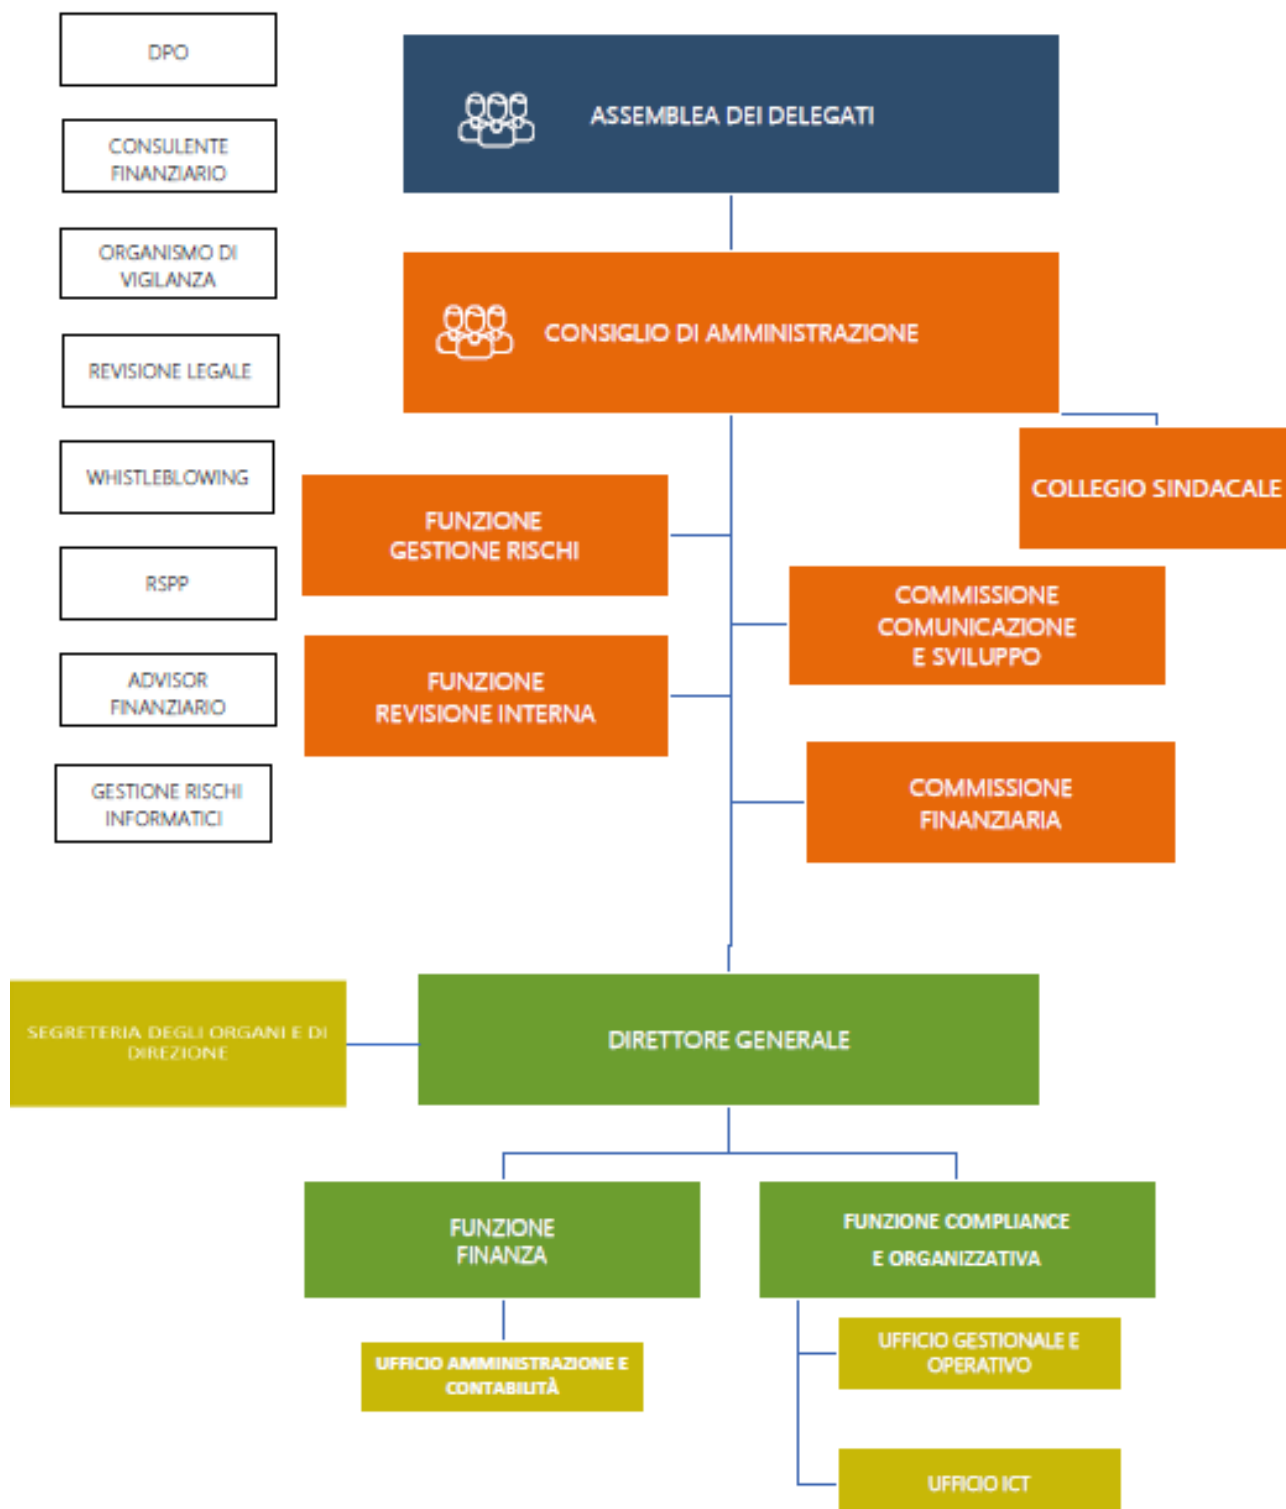 DPO
CONSULENTE
FINANZIARIO
ORGANISMO DI
VIGILANZA
REVISIONE LEGALE
WHISTLEBLOWING
RSPP
ADVISOR
FINANZIARIO
GESTIONE RISCHI
INFORMATICI
ASSEMBLEA DEI DELEGATI
CONSIGLIO DI AMMINISTRAZIONE
COLLEGIO SINDACALE
FUNZIONE
GESTIONE RISCHI
COMMISSIONE
COMUNICAZIONE
E SVILUPPO
FUNZIONE
REVISIONE INTERNA
COMMISSIONE
FINANZIARIA
SEGRETERIA DEGLI ORGANI E DI
DIREZIONE
DIRETTORE GENERALE
FUNZIONE
FINANZA
FUNZIONE COMPLIANCE
E ORGANIZZATIVA
UFFICIO AMMINISTRAZIONE E
CONTABILITÀ
UFFICIO GESTIONALE E
OPERATIVO
UFFICIO ICT